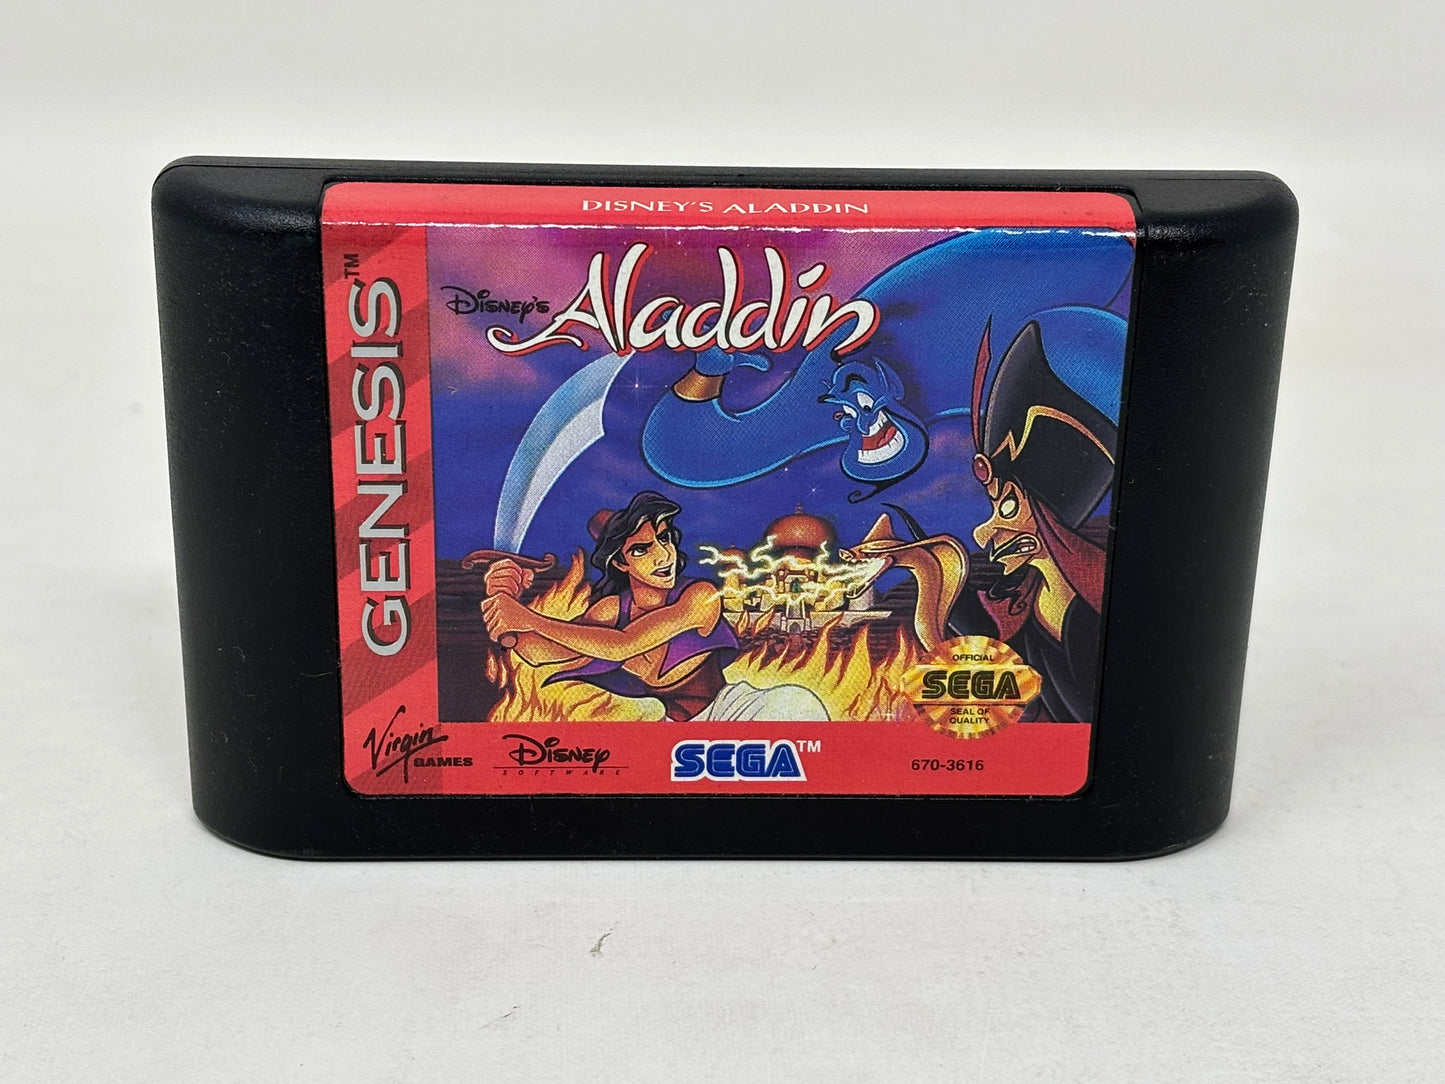 DISNEY'S ALADDIN
GENESIS™
Disney's Aladdin
OFFICIAL
SEGA
SEAL OF
QUALITY
Virgin GAMES
Disney SOFTWARE
SEGA™
670-3616